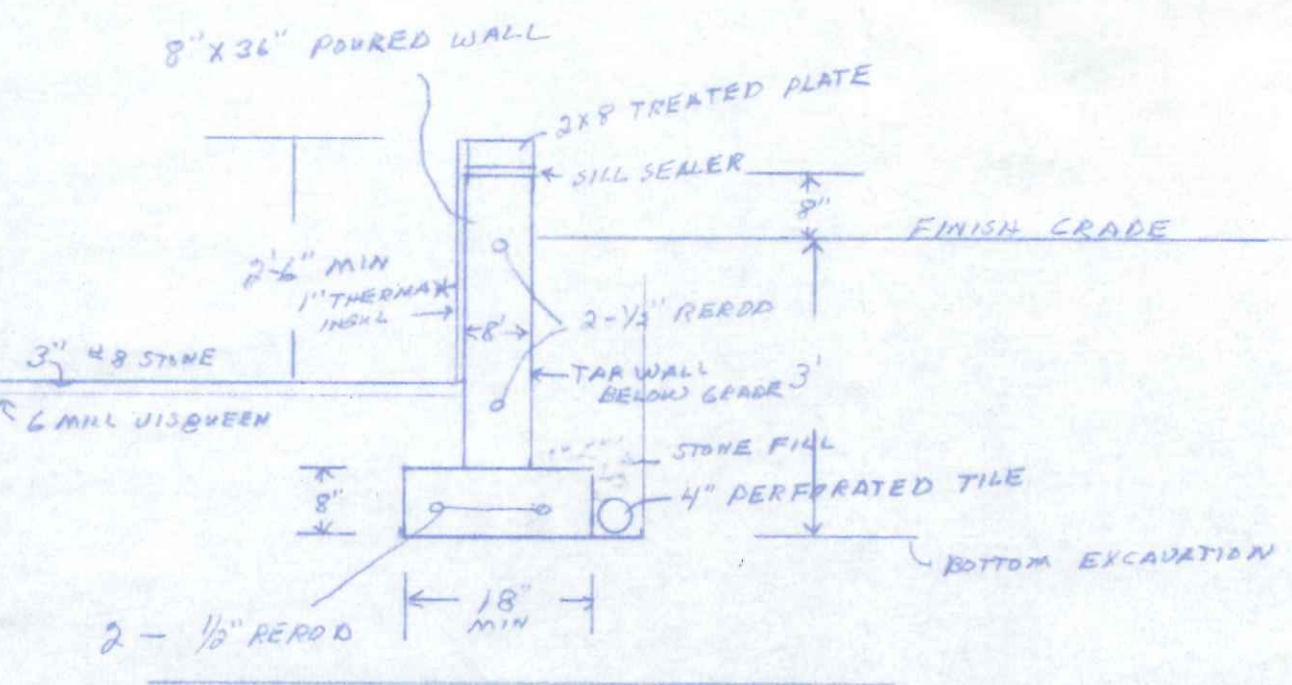 8" X 36" POURED WALL
2X8 TREATED PLATE
SILL SEALER
8"
FINISH GRADE
2'-6" MIN
1" THERMAX
INSUL
8'
2-1/2" REROD
3" #8 STONE
TAR WALL
BELOW GRADE
3'
6 MILL VISQUEEN
STONE FILL
8"
4" PERFORATED TILE
BOTTOM EXCAVATION
18"
MIN
2 - 1/2" REROD